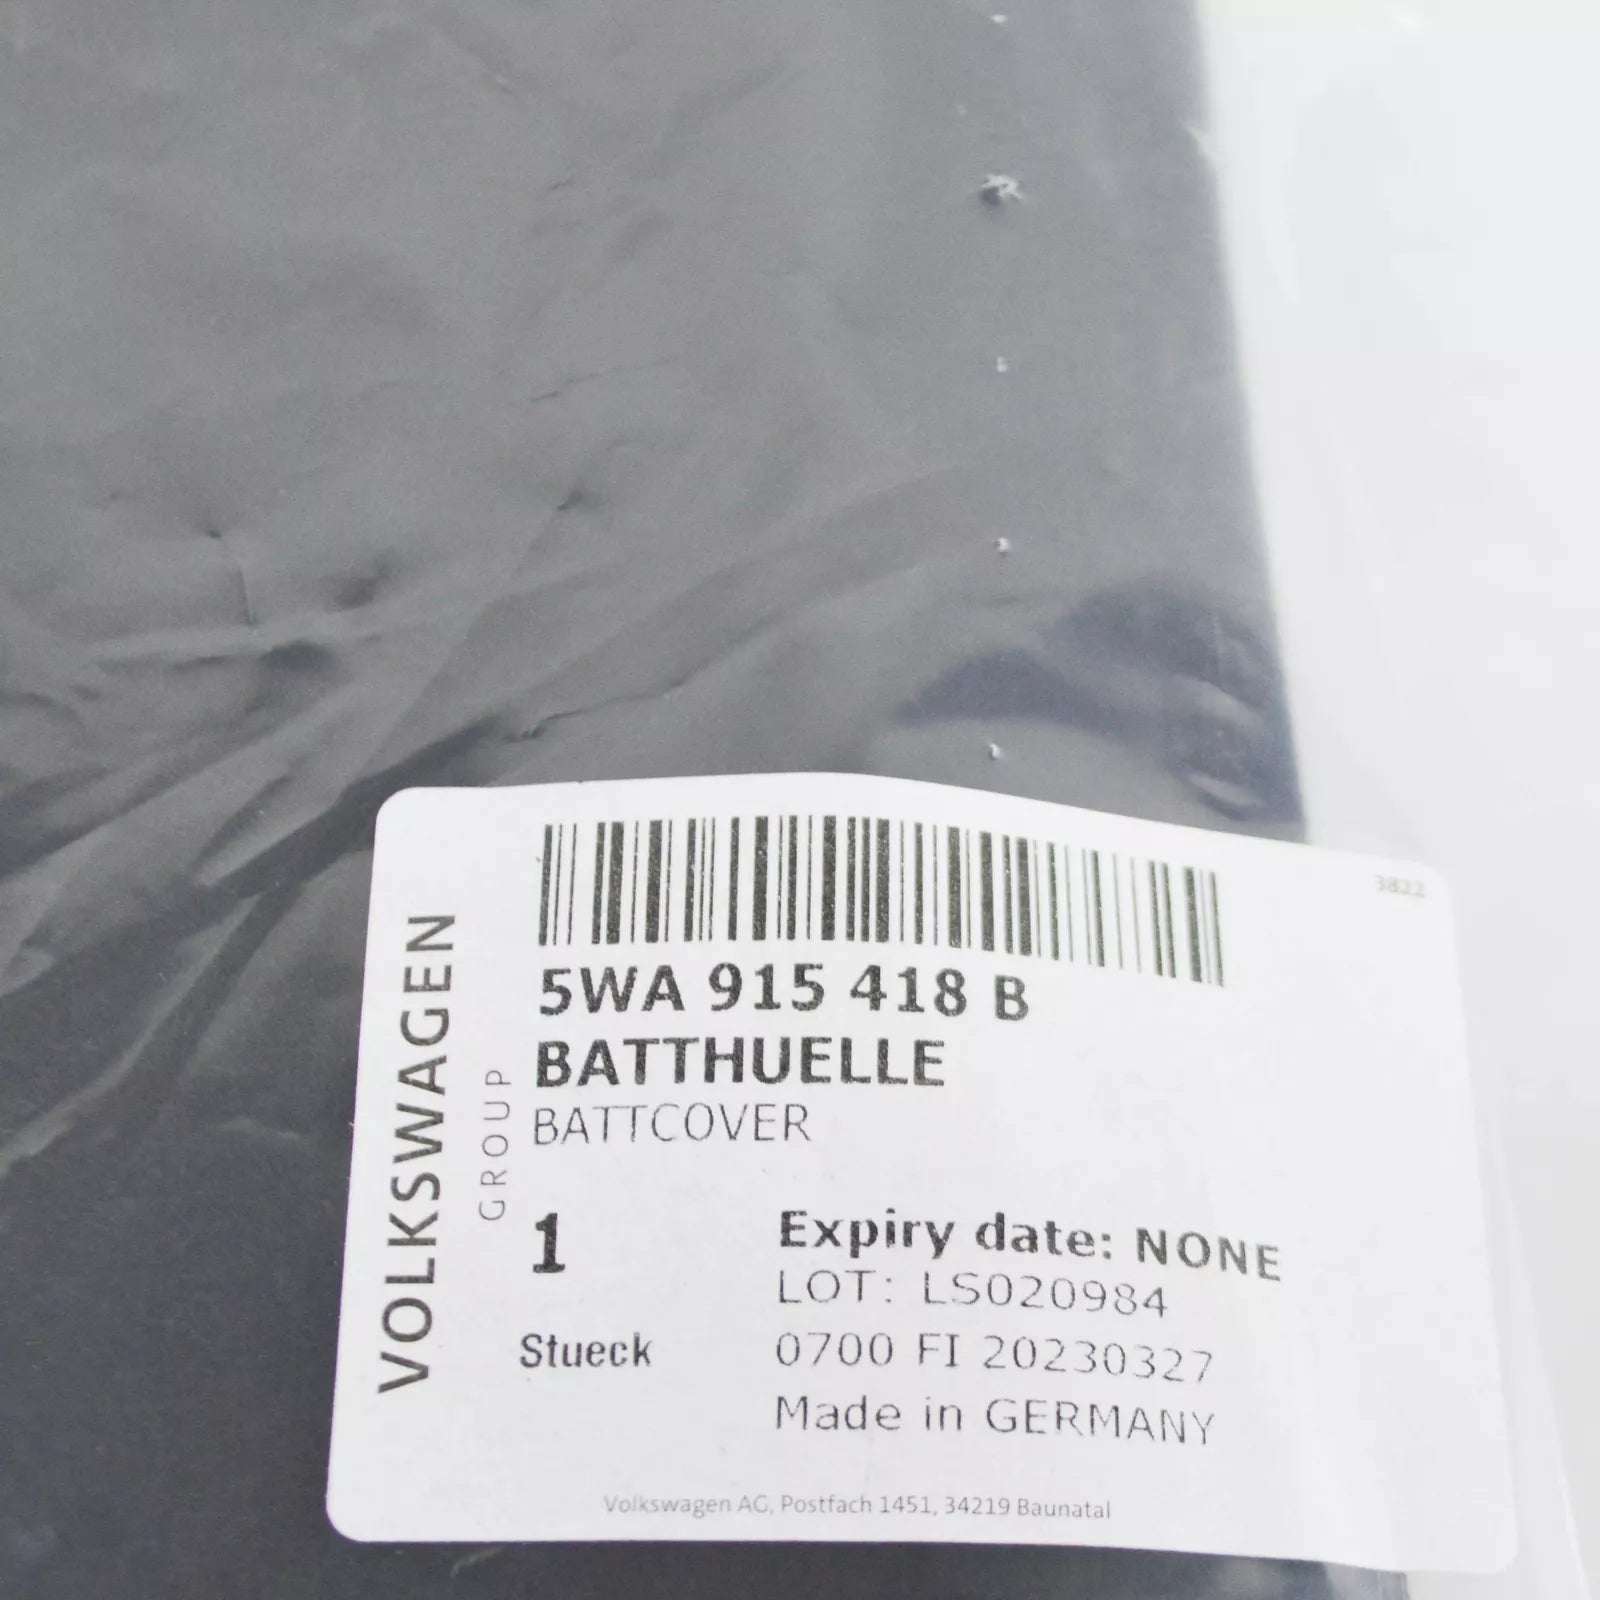 3822
5WA 915 418 B
BATTHUELLE
BATTCOVER
VOLKSWAGEN
GROUP
1
Stueck
Expiry date: NONE
LOT: LS020984
0700 FI 20230327
Made in GERMANY
Volkswagen AG, Postfach 1451, 34219 Baunatal